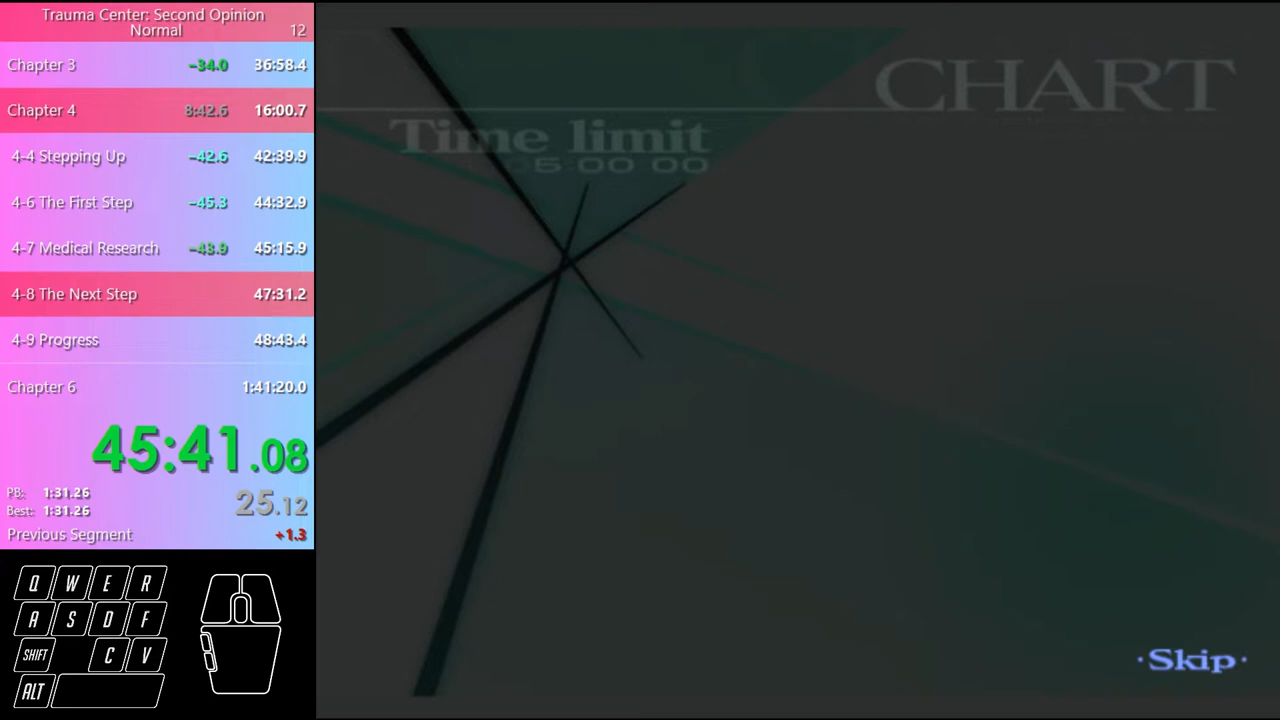 Trauma Center: Second Opinion
Normal 12
Chapter 3 -34.0 36:58.4
Chapter 4 8:42.6 16:00.7
4-4 Stepping Up -42.6 42:39.9
4-6 The First Step -45.3 44:32.9
4-7 Medical Research -43.9 45:15.9
4-8 The Next Step 47:31.2
4-9 Progress 48:43.4
Chapter 6 1:41:20.0
45:41.08
PB: 1:31.26
25.12
Best: 1:31.26
Previous Segment +1.3
Q W E R
A S D F
SHIFT C V
ALT
CHART
Time limit
05 00 00
·Skip·